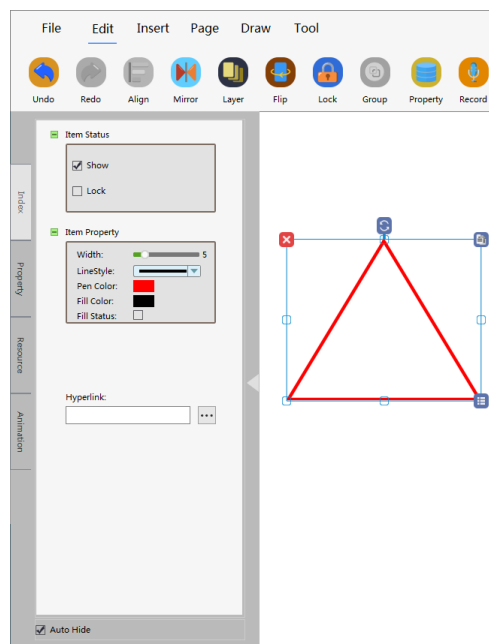 File Edit Insert Page Draw Tool
Undo Redo Align Mirror Layer Flip Lock Group Property Record
Item Status
Show
Lock
Item Property
Width: 5
LineStyle:
Pen Color:
Fill Color:
Fill Status:
Hyperlink:
...
Index
Property
Resource
Animation
Auto Hide